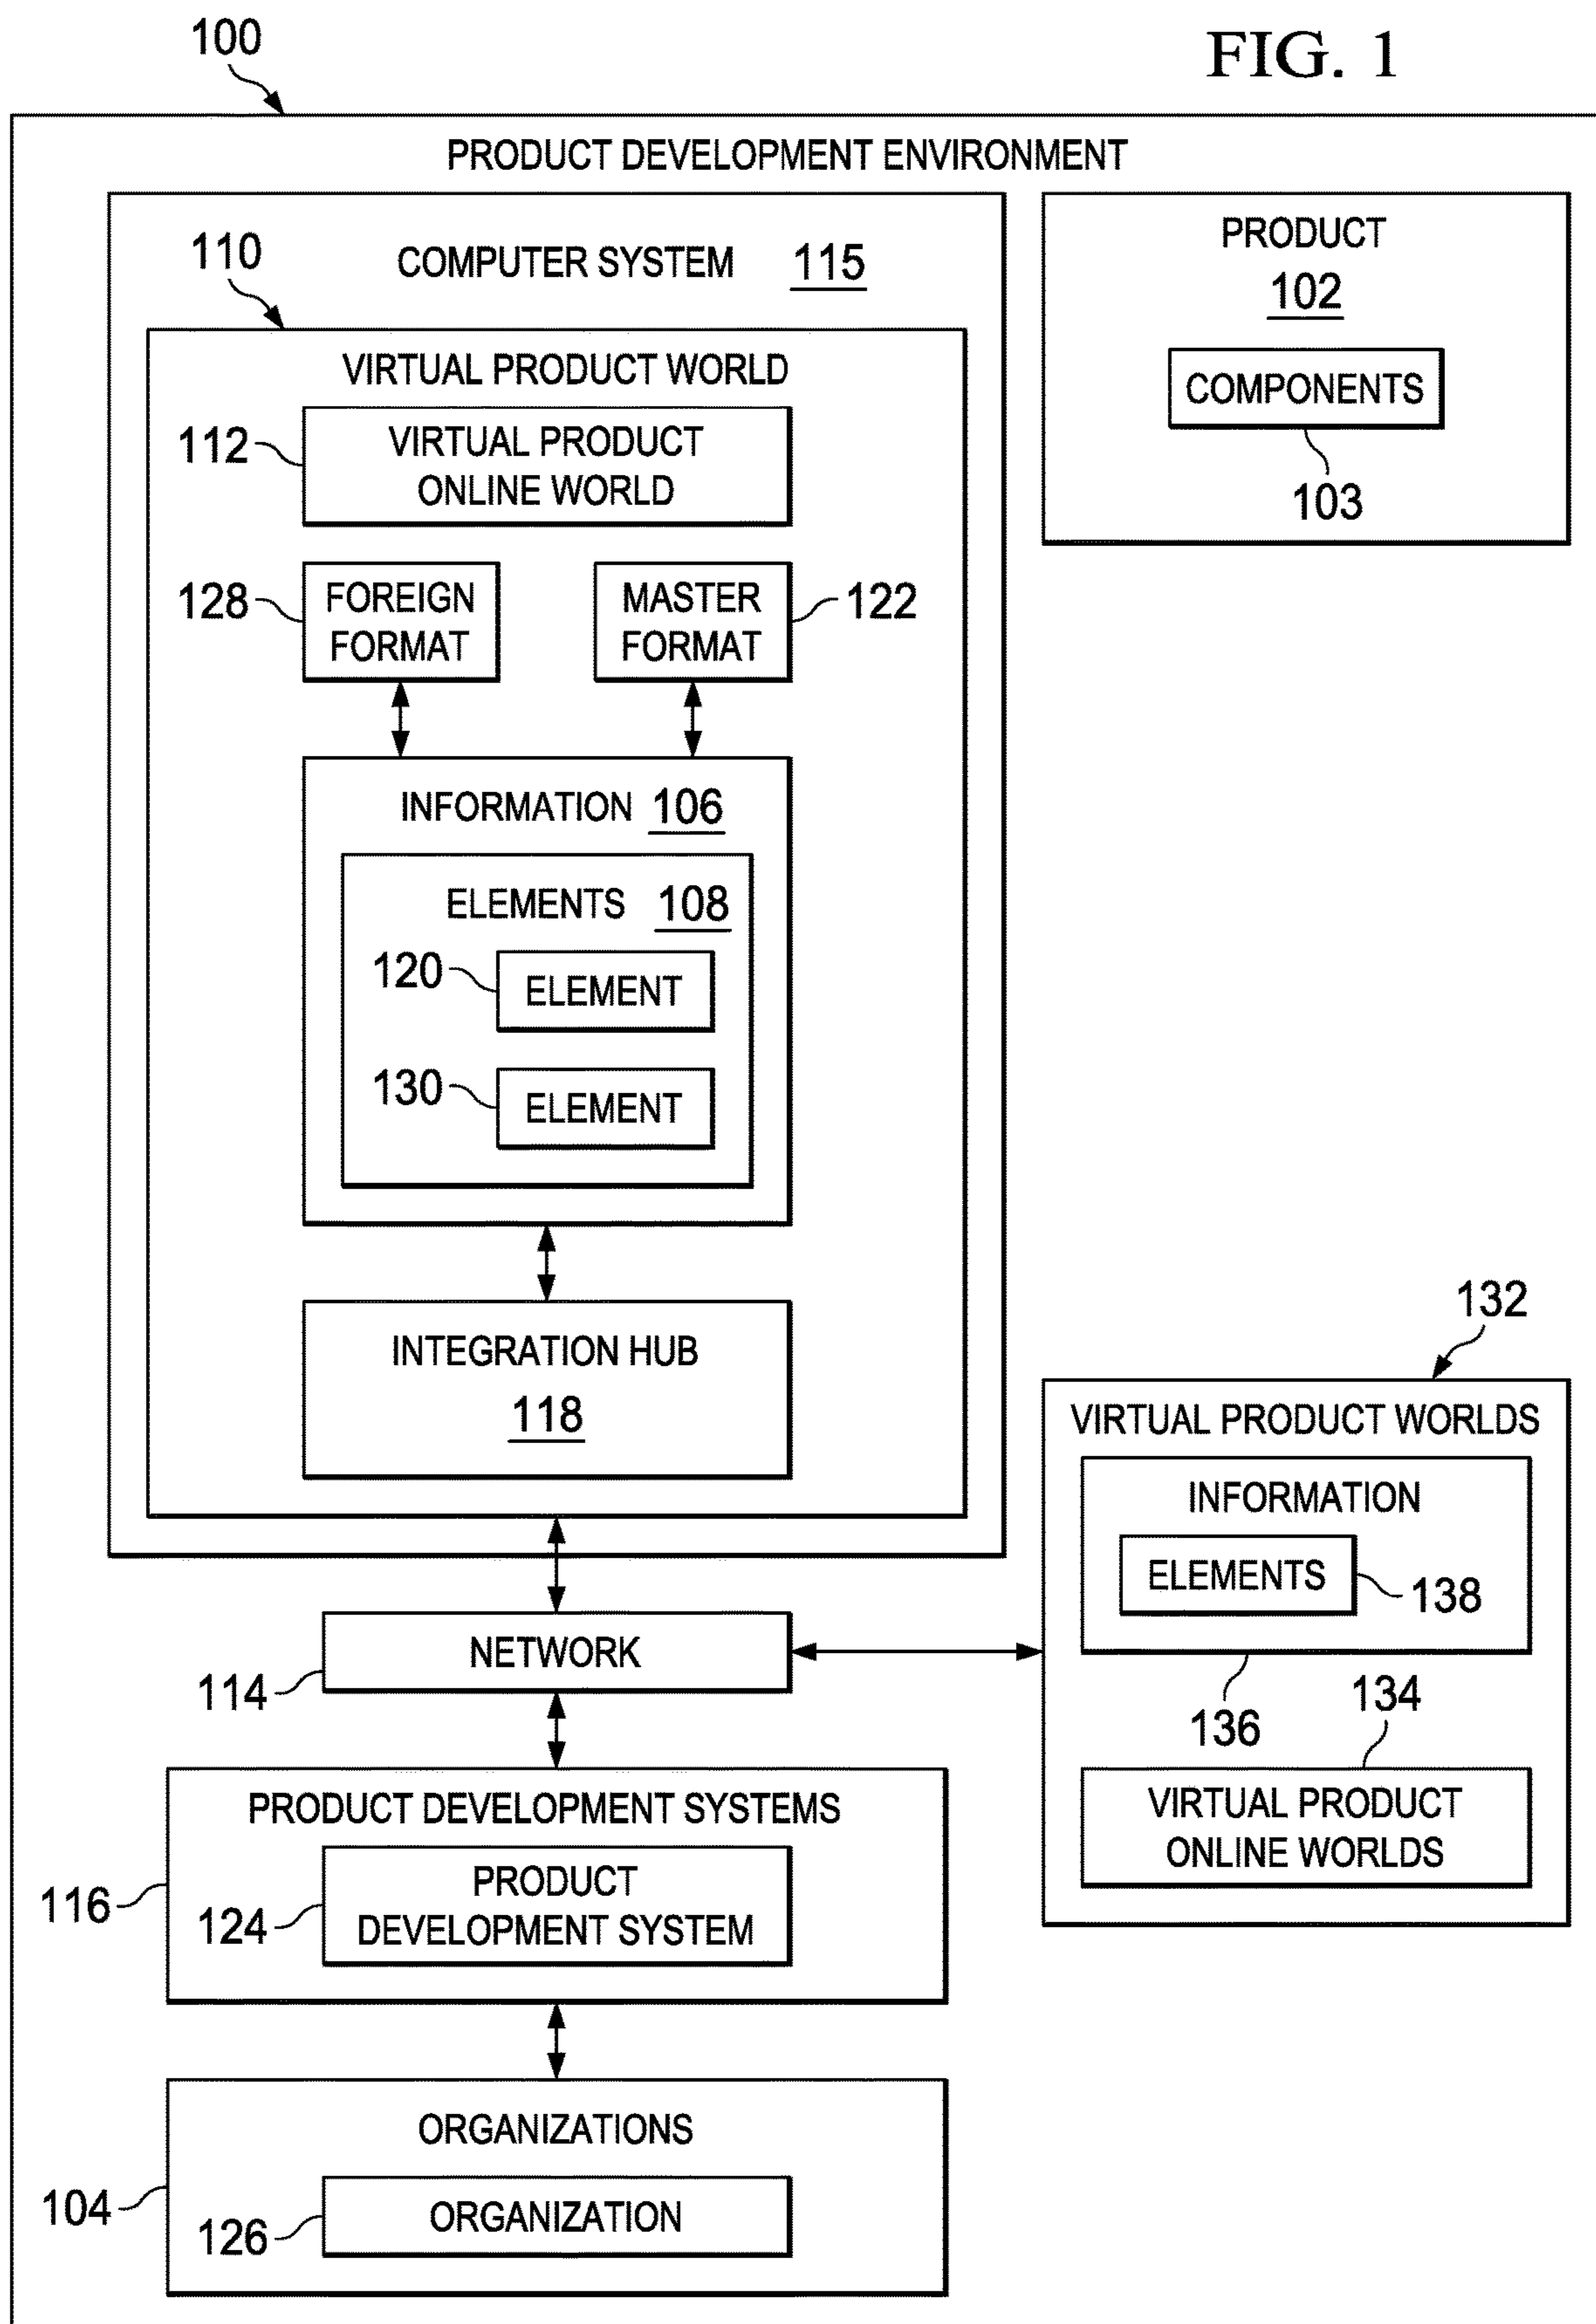 FIG. 1
100
PRODUCT DEVELOPMENT ENVIRONMENT
110
COMPUTER SYSTEM 115
VIRTUAL PRODUCT WORLD
112
VIRTUAL PRODUCT
ONLINE WORLD
128
FOREIGN
FORMAT
MASTER
FORMAT
122
INFORMATION 106
ELEMENTS 108
120
ELEMENT
130
ELEMENT
INTEGRATION HUB
118
PRODUCT
102
COMPONENTS
103
132
VIRTUAL PRODUCT WORLDS
INFORMATION
ELEMENTS
138
136
134
VIRTUAL PRODUCT
ONLINE WORLDS
NETWORK
114
PRODUCT DEVELOPMENT SYSTEMS
116
124
PRODUCT
DEVELOPMENT SYSTEM
ORGANIZATIONS
104
126
ORGANIZATION